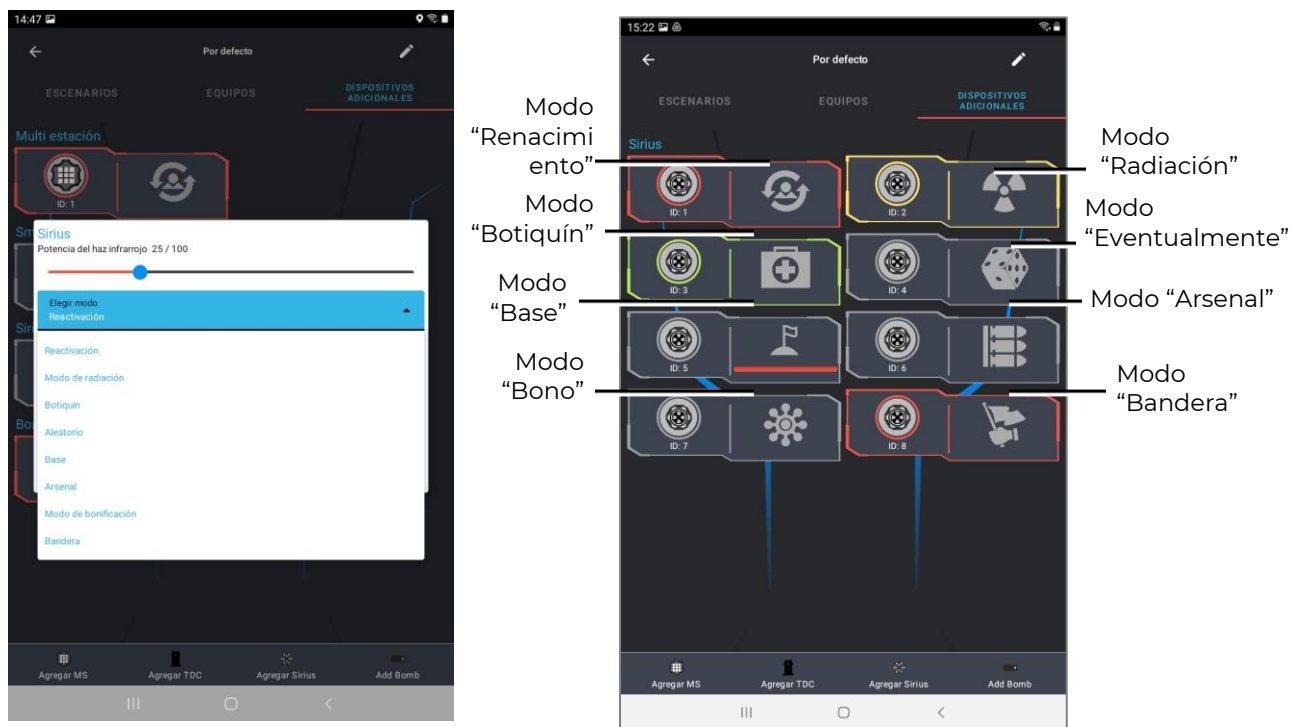 14:47
Por defecto
ESCENARIOS
EQUIPOS
DISPOSITIVOS
ADICIONALES
Multi estación
ID: 1
Sirius
Potencia del haz infrarrojo 25 / 100
Elegir modo
Reactivación
Reactivación
Modo de radiación
Botiquín
Aleatorio
Base
Arsenal
Modo de bonificación
Bandera
Agregar MS
Agregar TDC
Agregar Sirius
Add Bomb
Modo
“Renacimi
ento”
Modo
“Botiquín”
Modo
“Base”
Modo
“Bono”
15:22
Por defecto
ESCENARIOS
EQUIPOS
DISPOSITIVOS
ADICIONALES
Sirius
ID: 1
ID: 2
ID: 3
ID: 4
ID: 5
ID: 6
ID: 7
ID: 8
Agregar MS
Agregar TDC
Agregar Sirius
Add Bomb
Modo
“Radiación”
Modo
“Eventualmente”
Modo “Arsenal”
Modo
“Bandera”